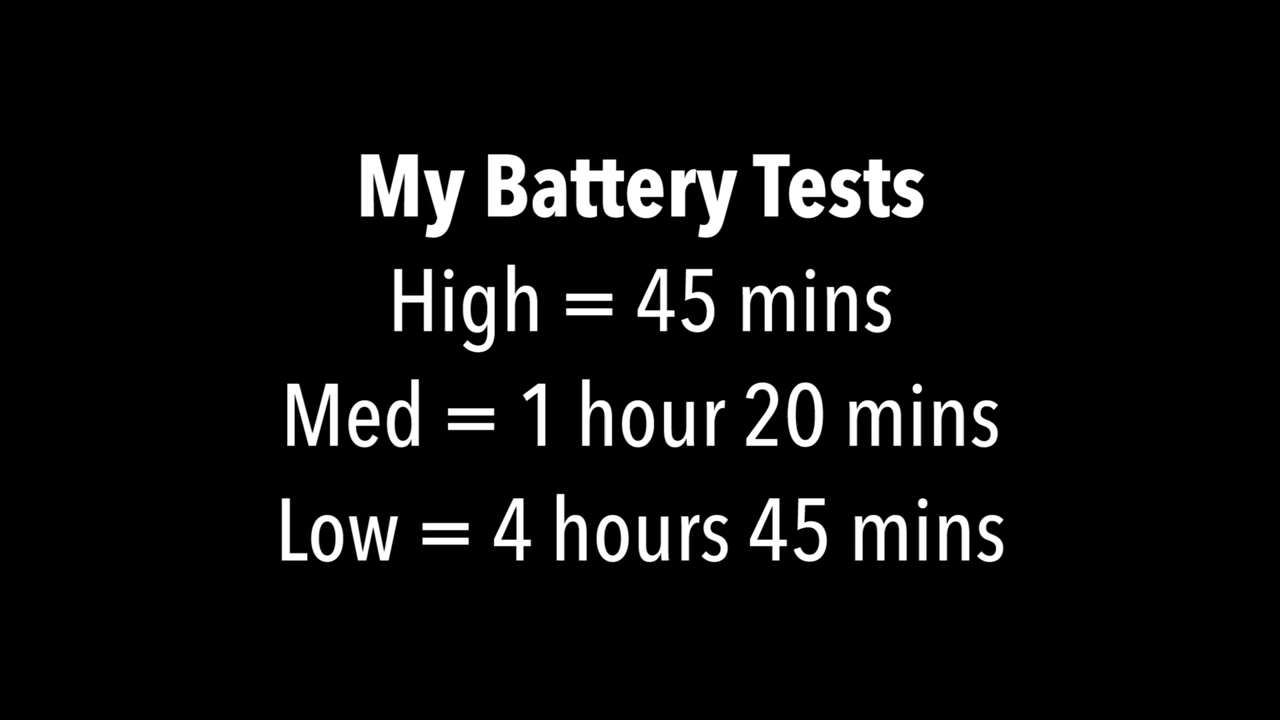 My Battery Tests
High = 45 mins
Med = 1 hour 20 mins
Low = 4 hours 45 mins